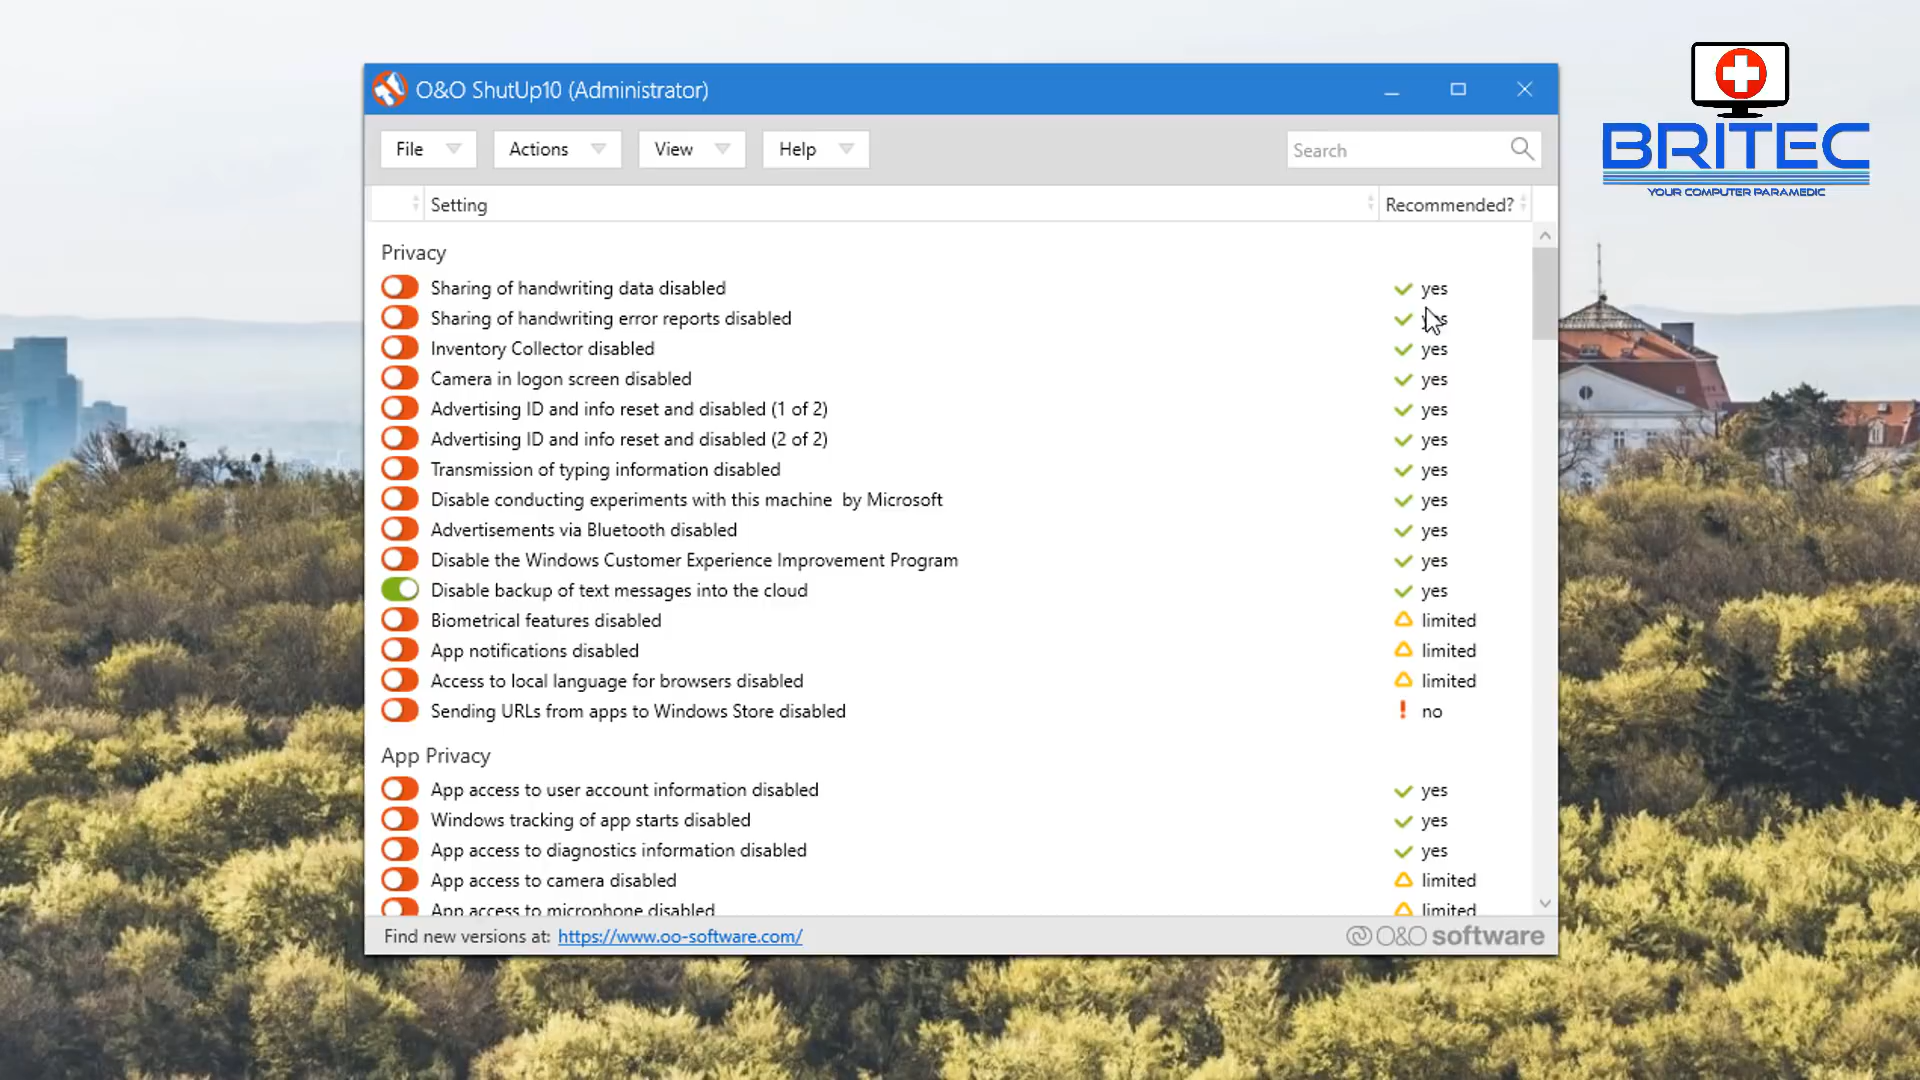 O&O ShutUp10 (Administrator)
File
Actions
View
Help
Search
BRITEC
YOUR COMPUTER PARAMEDIC
Setting
Recommended?
Privacy
Sharing of handwriting data disabled yes
Sharing of handwriting error reports disabled yes
Inventory Collector disabled yes
Camera in logon screen disabled yes
Advertising ID and info reset and disabled (1 of 2) yes
Advertising ID and info reset and disabled (2 of 2) yes
Transmission of typing information disabled yes
Disable conducting experiments with this machine by Microsoft yes
Advertisements via Bluetooth disabled yes
Disable the Windows Customer Experience Improvement Program yes
Disable backup of text messages into the cloud yes
Biometrical features disabled limited
App notifications disabled limited
Access to local language for browsers disabled limited
Sending URLs from apps to Windows Store disabled no
App Privacy
App access to user account information disabled yes
Windows tracking of app starts disabled yes
App access to diagnostics information disabled yes
App access to camera disabled limited
App access to microphone disabled limited
Find new versions at: https://www.oo-software.com/
O&O software